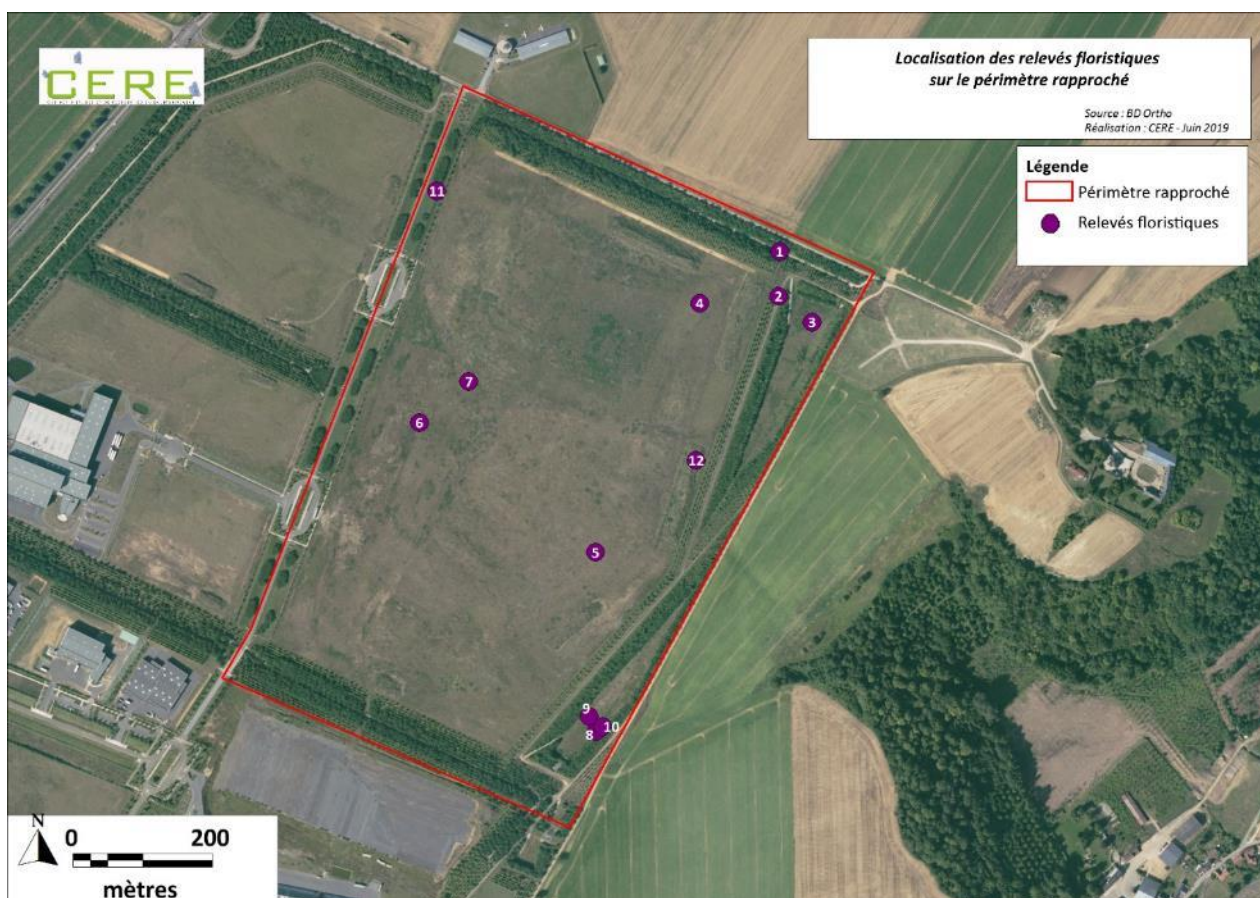 CERE
Localisation des relevés floristiques
sur le périmètre rapproché
Source : BD Ortho
Réalisation : CERE - Juin 2019
Légende
Périmètre rapproché
Relevés floristiques
11
1
2
4
3
7
6
12
5
9
10
8
N
0 200
mètres